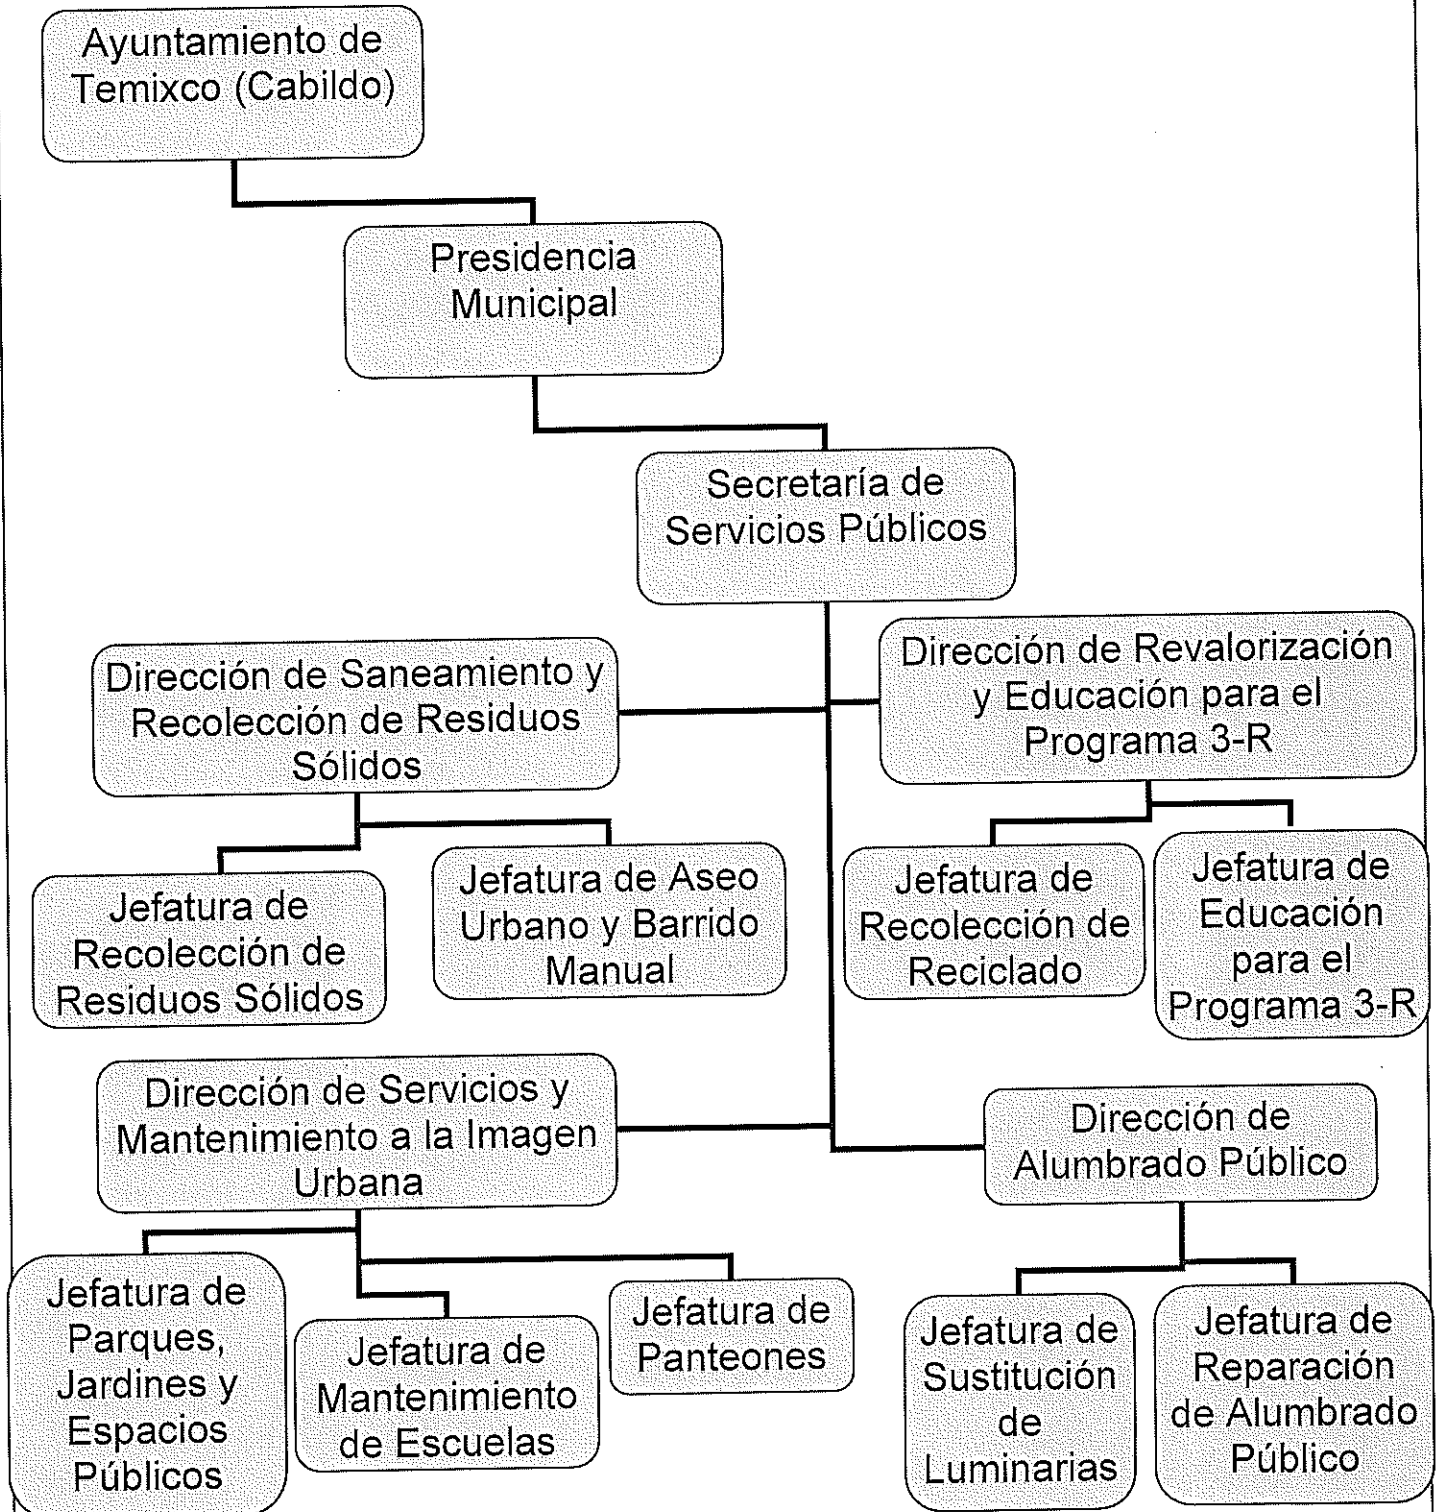 Ayuntamiento de
Temixco (Cabildo)
Presidencia
Municipal
Secretaría de
Servicios Públicos
Dirección de Saneamiento y
Recolección de Residuos
Sólidos
Dirección de Revalorización
y Educación para el
Programa 3-R
Jefatura de
Recolección de
Residuos Sólidos
Jefatura de Aseo
Urbano y Barrido
Manual
Jefatura de
Recolección de
Reciclado
Jefatura de
Educación
para el
Programa 3-R
Dirección de Servicios y
Mantenimiento a la Imagen
Urbana
Dirección de
Alumbrado Público
Jefatura de
Parques,
Jardines y
Espacios
Públicos
Jefatura de
Mantenimiento
de Escuelas
Jefatura de
Panteones
Jefatura de
Sustitución
de
Luminarias
Jefatura de
Reparación
de Alumbrado
Público